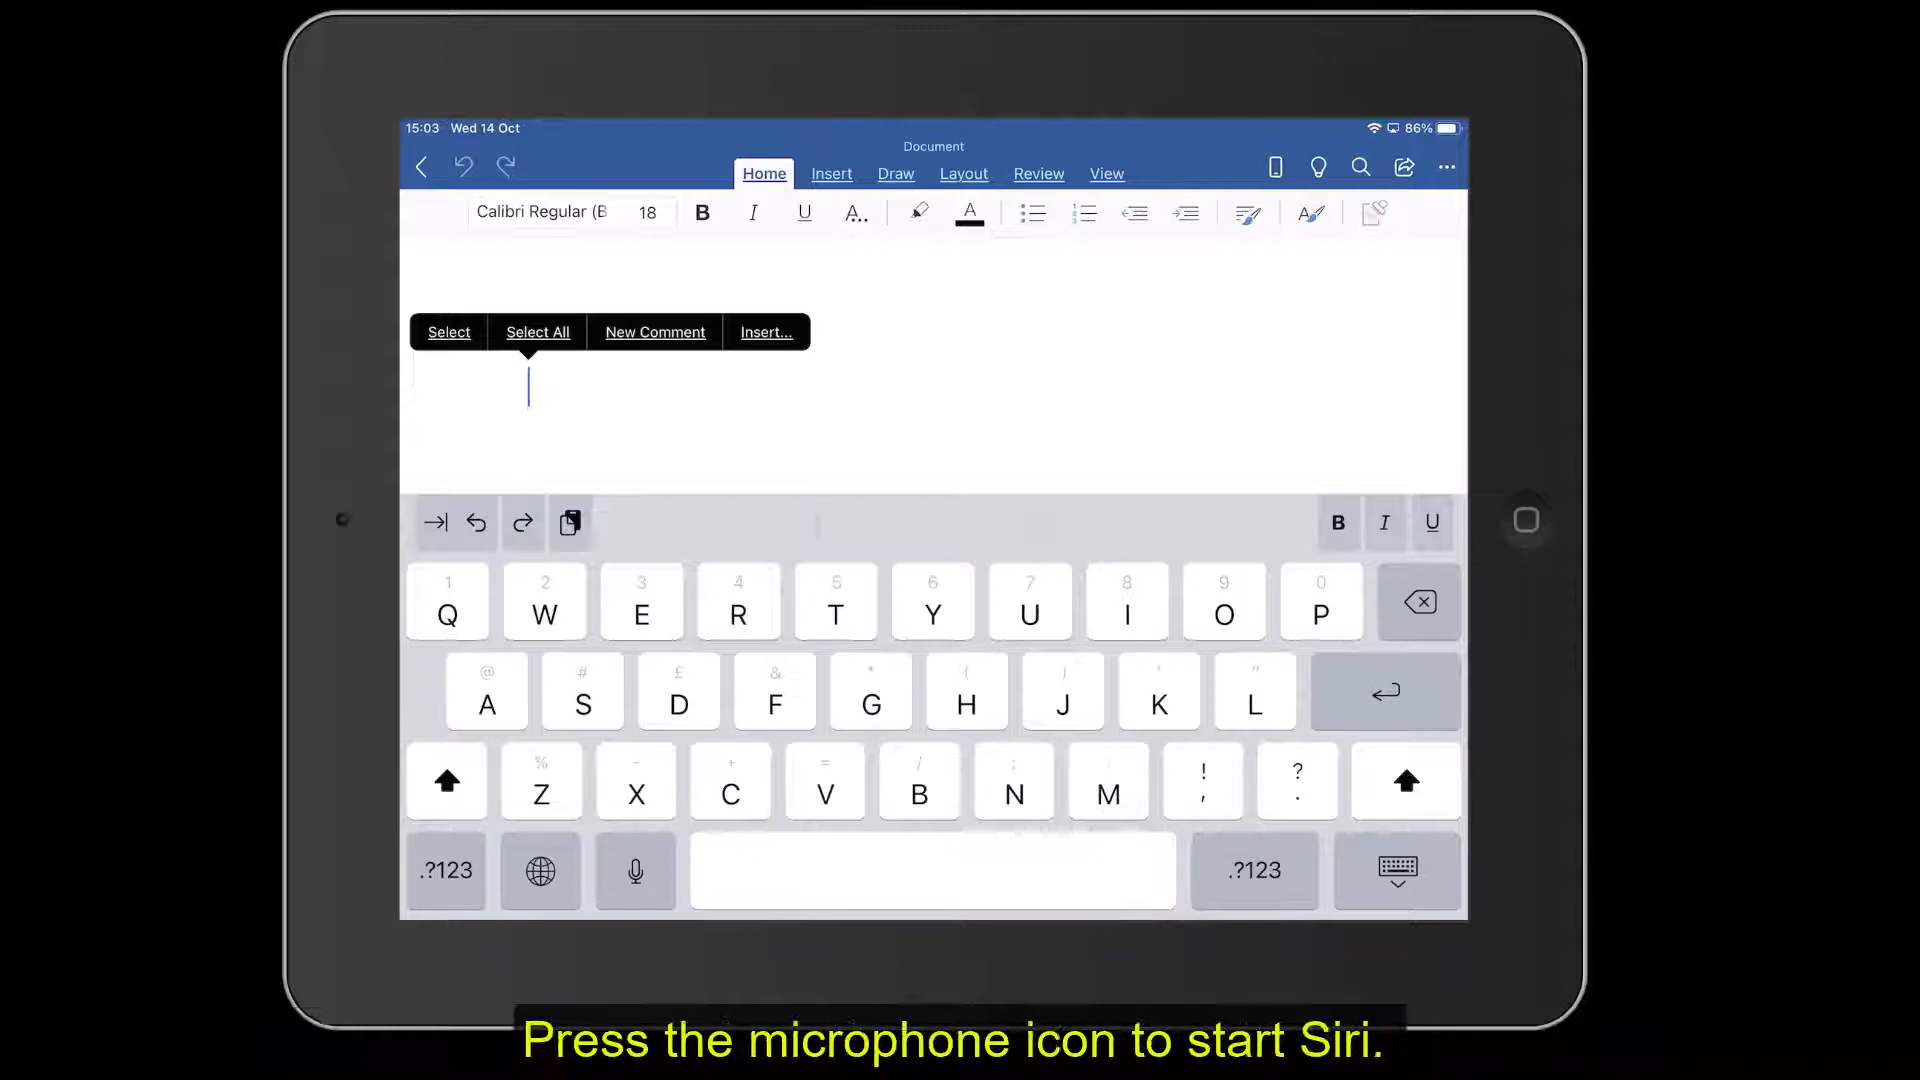 15:03 Wed 14 Oct
86%
Document
Home Insert Draw Layout Review View
Calibri Regular (B 18 B I U A.. A
Select Select All New Comment Insert...
B I U
1 2 3 4 5 6 7 8 9 0
Q W E R T Y U I O P
@ # £ & * ( ) ' "
A S D F G H J K L
% - + = / ; ! ?
Z X C V B N M , .
.?123 .?123
Press the microphone icon to start Siri.